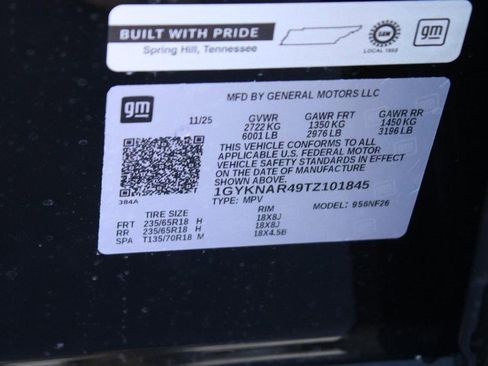 BUILT WITH PRIDE
Spring Hill, Tennessee
UAW
LOCAL 1853
gm
gm
MFD BY GENERAL MOTORS LLC
11/25 GVWR GAWR FRT GAWR RR
2722 KG 1350 KG 1450 KG
6001 LB 2976 LB 3196 LB
THIS VEHICLE CONFORMS TO ALL
APPLICABLE U.S. FEDERAL MOTOR
VEHICLE SAFETY STANDARDS IN EFFECT
ON THE DATE OF MANUFACTURE
SHOWN ABOVE.
384A
1GYKNAR49TZ101845
TYPE: MPV MODEL: 956NF26
TIRE SIZE RIM
FRT 235/65R18 H 18X8J
RR 235/65R18 H 18X8J
SPA T135/70R18 M 18X4.5B